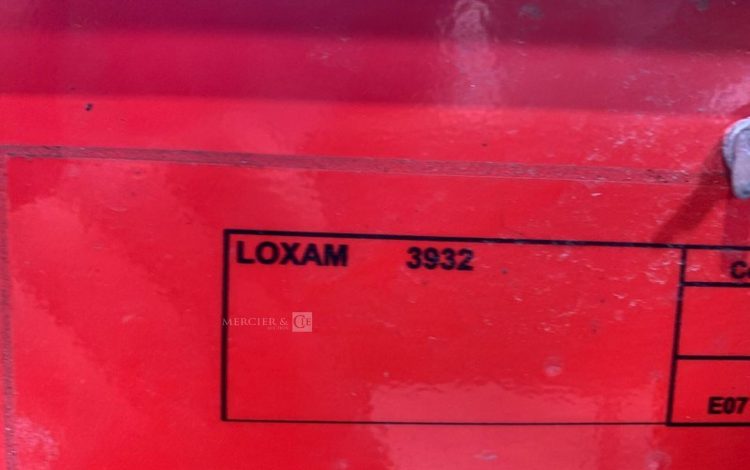 LOXAM 3932
MERCIER & CIE
E07